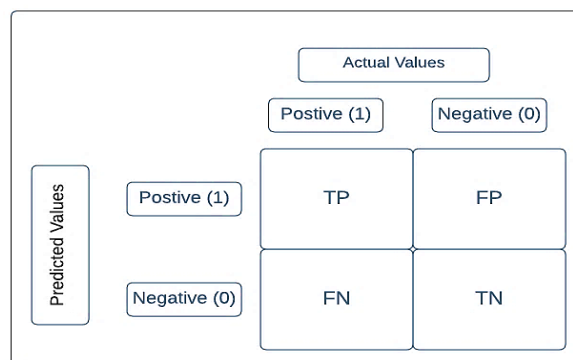 Actual Values
Postive (1)
Negative (0)
Predicted Values
Postive (1)
TP
FP
Negative (0)
FN
TN